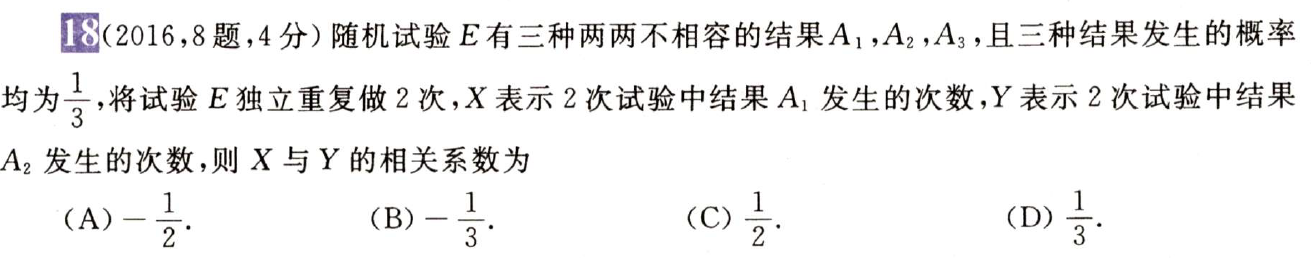 18(2016,8题,4分)随机试验E有三种两两不相容的结果A₁,A₂,A₃,且三种结果发生的概率
均为1/3,将试验E独立重复做2次,X表示2次试验中结果A₁发生的次数,Y表示2次试验中结果
A₂发生的次数,则X与Y的相关系数为
(A)-1/2. (B)-1/3. (C)1/2. (D)1/3.